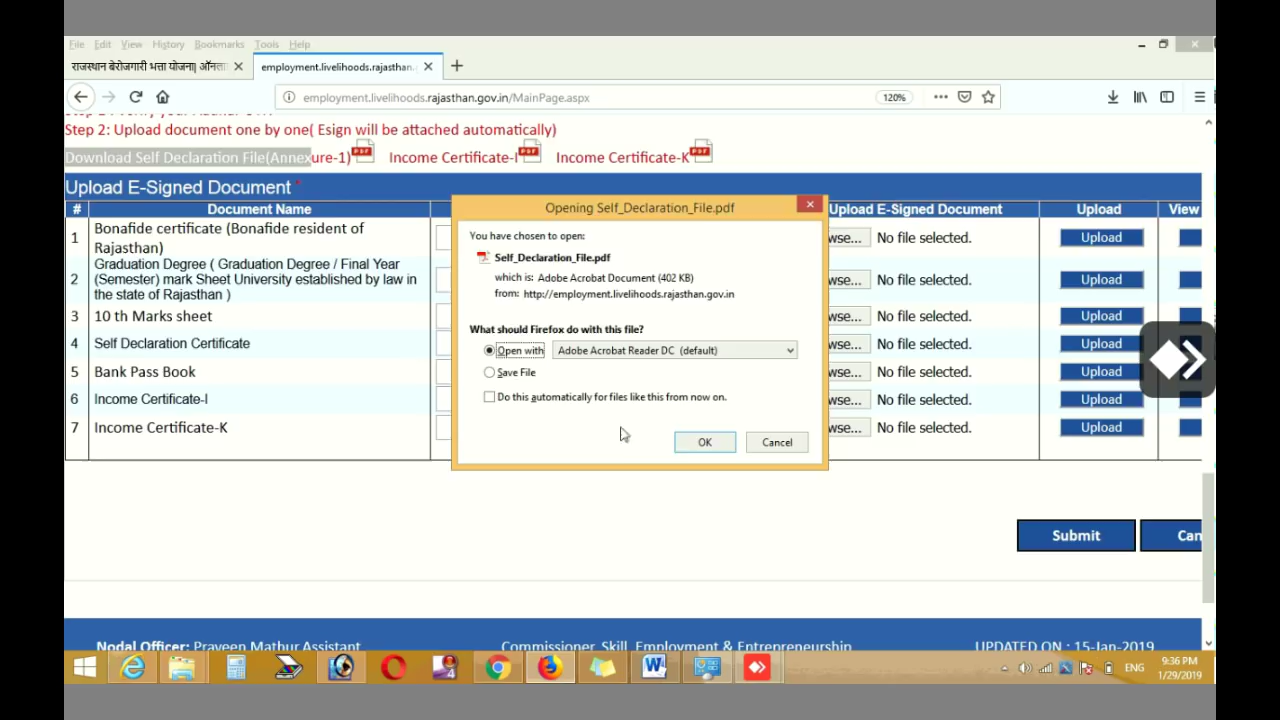 File Edit View History Bookmarks Tools Help
राजस्थान बेरोजगारी भत्ता योजना| ऑनला
employment.livelihoods.rajasthan.
employment.livelihoods.rajasthan.gov.in/MainPage.aspx
120%
Step 2: Upload document one by one( Esign will be attached automatically)
Download Self Declaration File(Annexure-1) Income Certificate-I Income Certificate-K
Upload E-Signed Document *
# Document Name Upload E-Signed Document Upload View
1 Bonafide certificate (Bonafide resident of
Rajasthan) wse... No file selected. Upload
2 Graduation Degree ( Graduation Degree / Final Year
(Semester) mark Sheet University established by law in
the state of Rajasthan ) wse... No file selected. Upload
3 10 th Marks sheet wse... No file selected. Upload
4 Self Declaration Certificate wse... No file selected. Upload
5 Bank Pass Book wse... No file selected. Upload
6 Income Certificate-I wse... No file selected. Upload
7 Income Certificate-K wse... No file selected. Upload
Opening Self_Declaration_File.pdf
You have chosen to open:
Self_Declaration_File.pdf
which is: Adobe Acrobat Document (402 KB)
from: http://employment.livelihoods.rajasthan.gov.in
What should Firefox do with this file?
Open with Adobe Acrobat Reader DC (default)
Save File
Do this automatically for files like this from now on.
OK Cancel
Submit Can
Nodal Officer: Praveen Mathur Assistant Commissioner, Skill, Employment & Entrepreneurship UPDATED ON : 15-Jan-2019
ENG
9:36 PM
1/29/2019